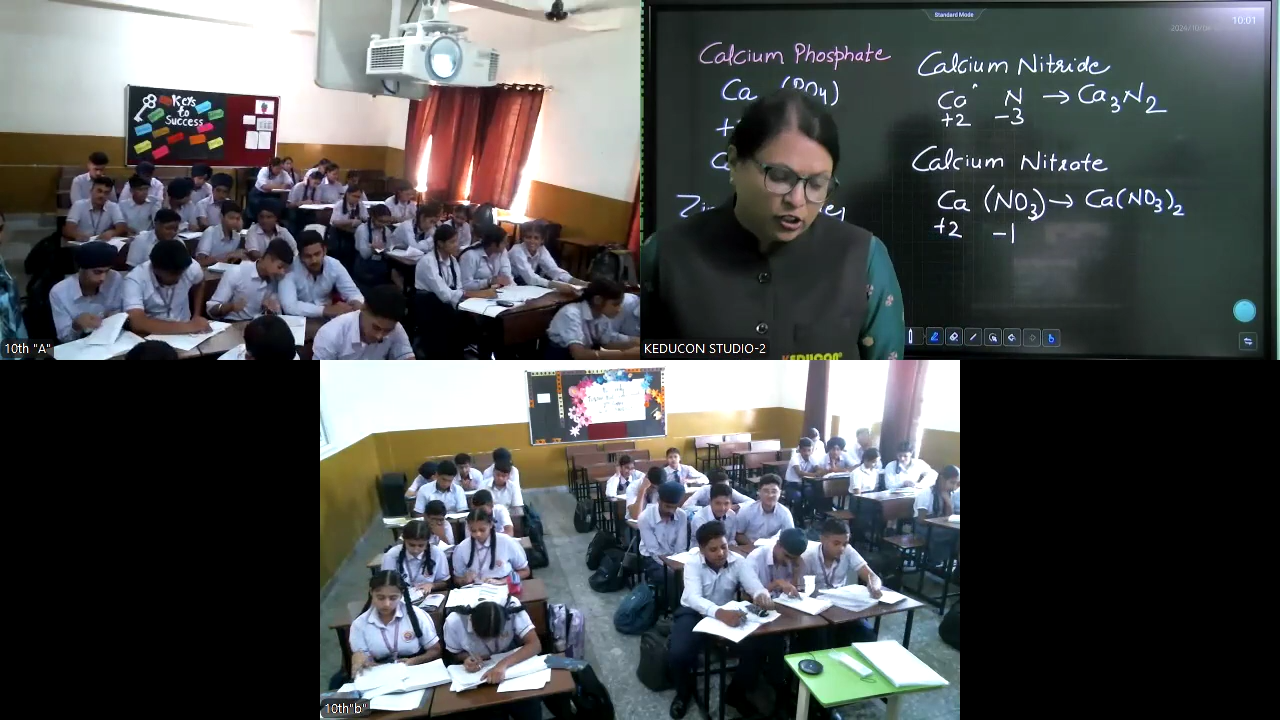 Keys
to
Success
10th "A"
Standard Mode
10:01
Calcium Phosphate
Ca (PO4)
Calcium Nitride
Ca N → Ca3N2
+2 -3
Calcium Nitrate
Ca (NO3) → Ca(NO3)2
+2 -1
KEDUCON
KEDUCON STUDIO-2
10th"b"